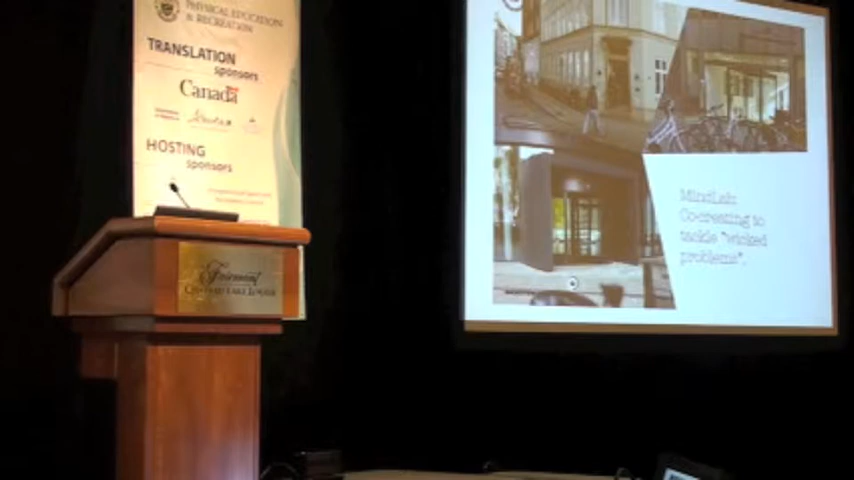 PHYSICAL EDUCATION
& RECREATION
TRANSLATION
sponsors
Canada
HOSTING
sponsors
Fairmont
CHATEAU LAKE LOUISE
MindLab:
Co-creating to
tackle "wicked
problems".